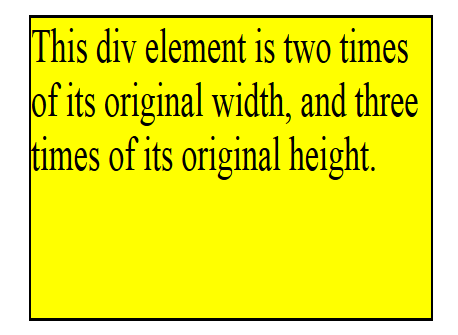 This div element is two times
of its original width, and three
times of its original height.